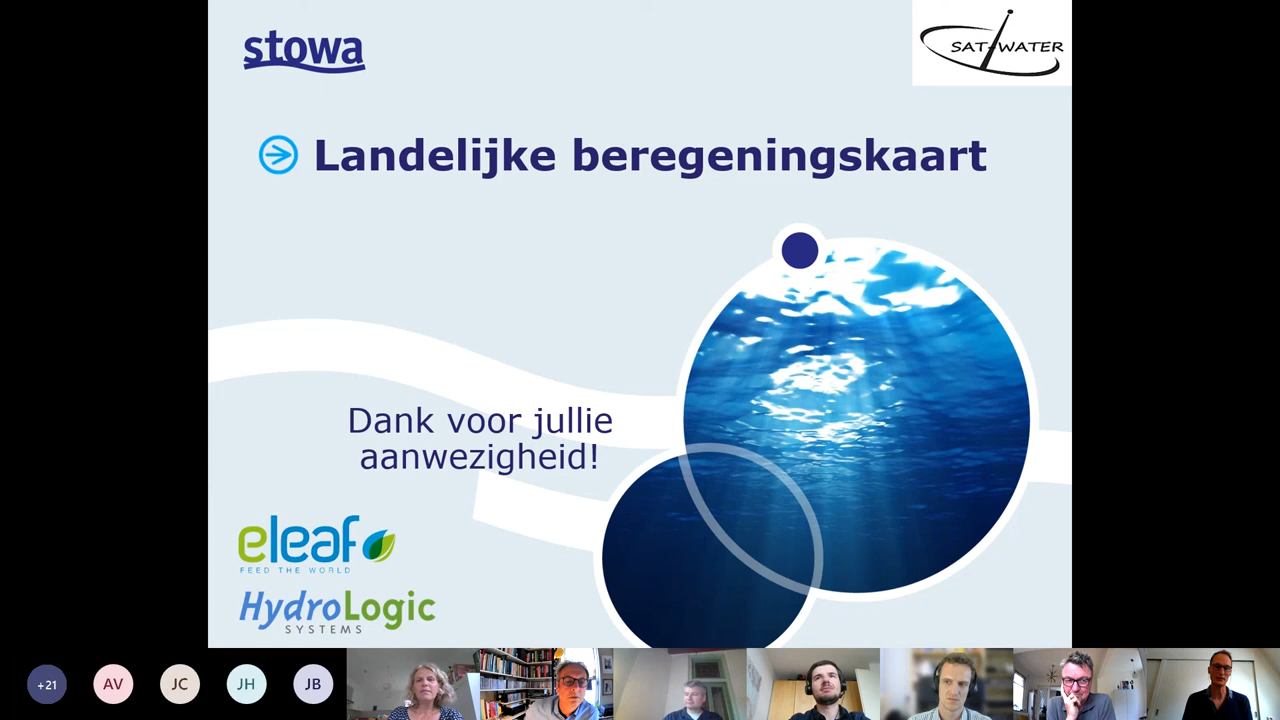 stowa
SAT-WATER
Landelijke beregeningskaart
Dank voor jullie
aanwezigheid!
eleaf
FEED THE WORLD
HydroLogic
SYSTEMS
+21
AV
JC
JH
JB